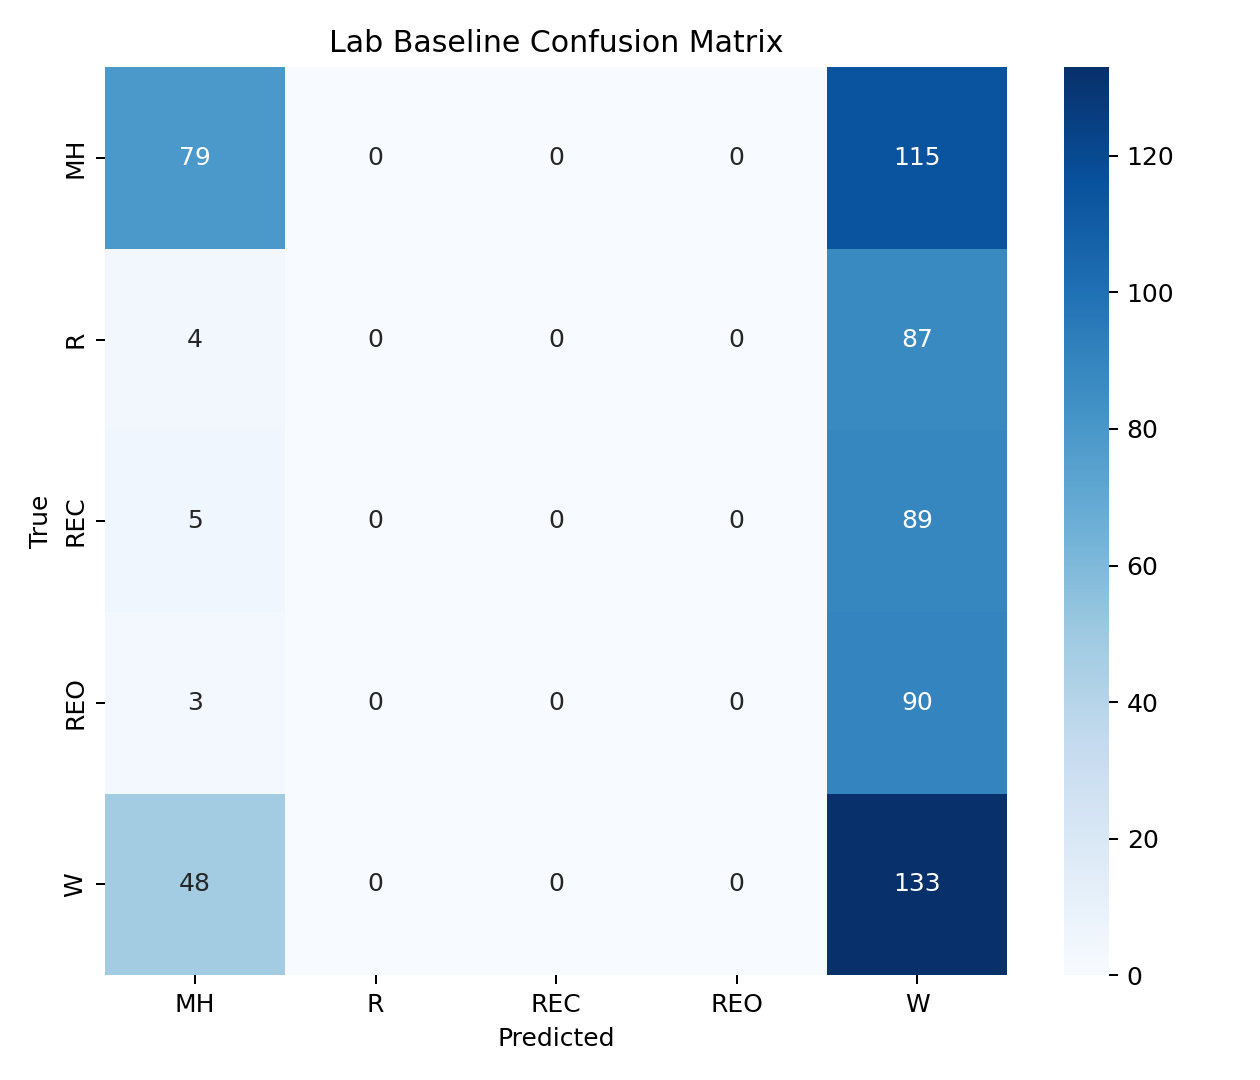 Lab Baseline Confusion Matrix
MH 79 0 0 0 115
R 4 0 0 0 87
REC 5 0 0 0 89
REO 3 0 0 0 90
W 48 0 0 0 133
MH R REC REO W
Predicted
True
120
100
80
60
40
20
0